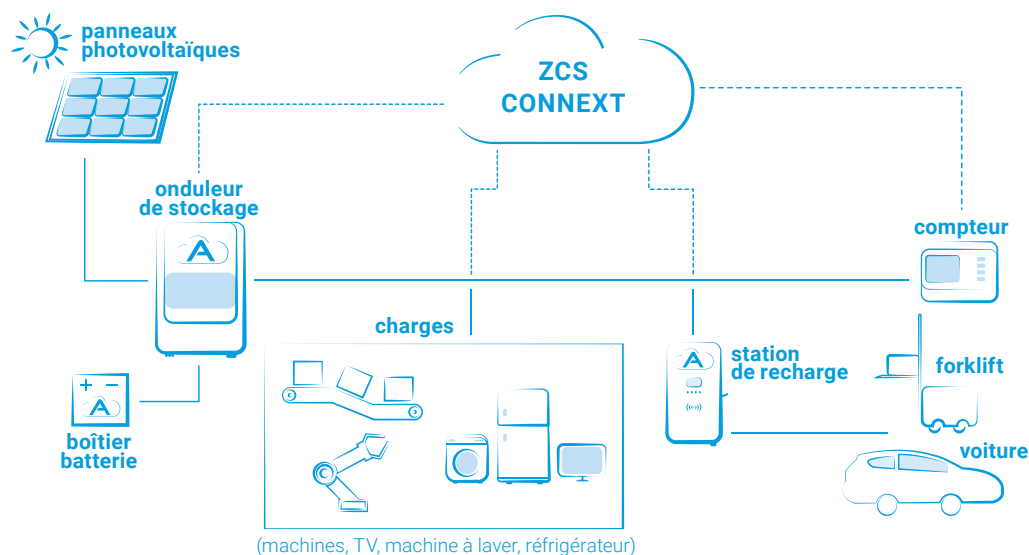 panneaux
photovoltaïques
ZCS
CONNEXT
onduleur
de stockage
compteur
charges
station
de recharge
forklift
boîtier
batterie
voiture
(machines, TV, machine à laver, réfrigérateur)